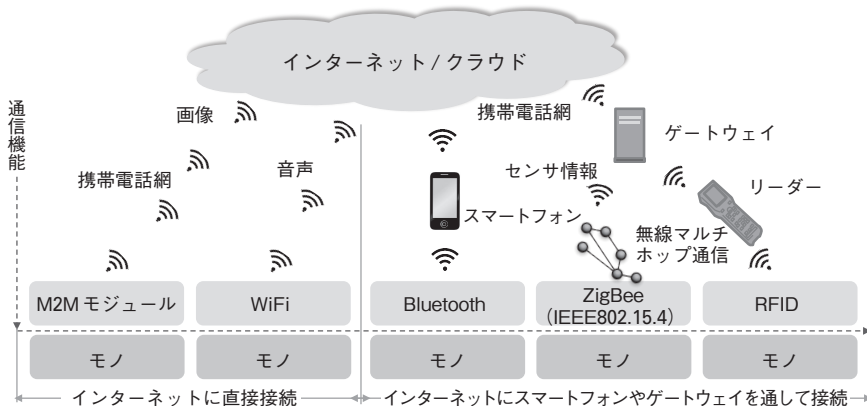 インターネット / クラウド
通信機能
画像
携帯電話網
音声
携帯電話網
ゲートウェイ
センサ情報
リーダー
スマートフォン
無線マルチ
ホップ通信
M2M モジュール
WiFi
Bluetooth
ZigBee
(IEEE802.15.4)
RFID
モノ
モノ
モノ
モノ
モノ
インターネットに直接接続
インターネットにスマートフォンやゲートウェイを通して接続